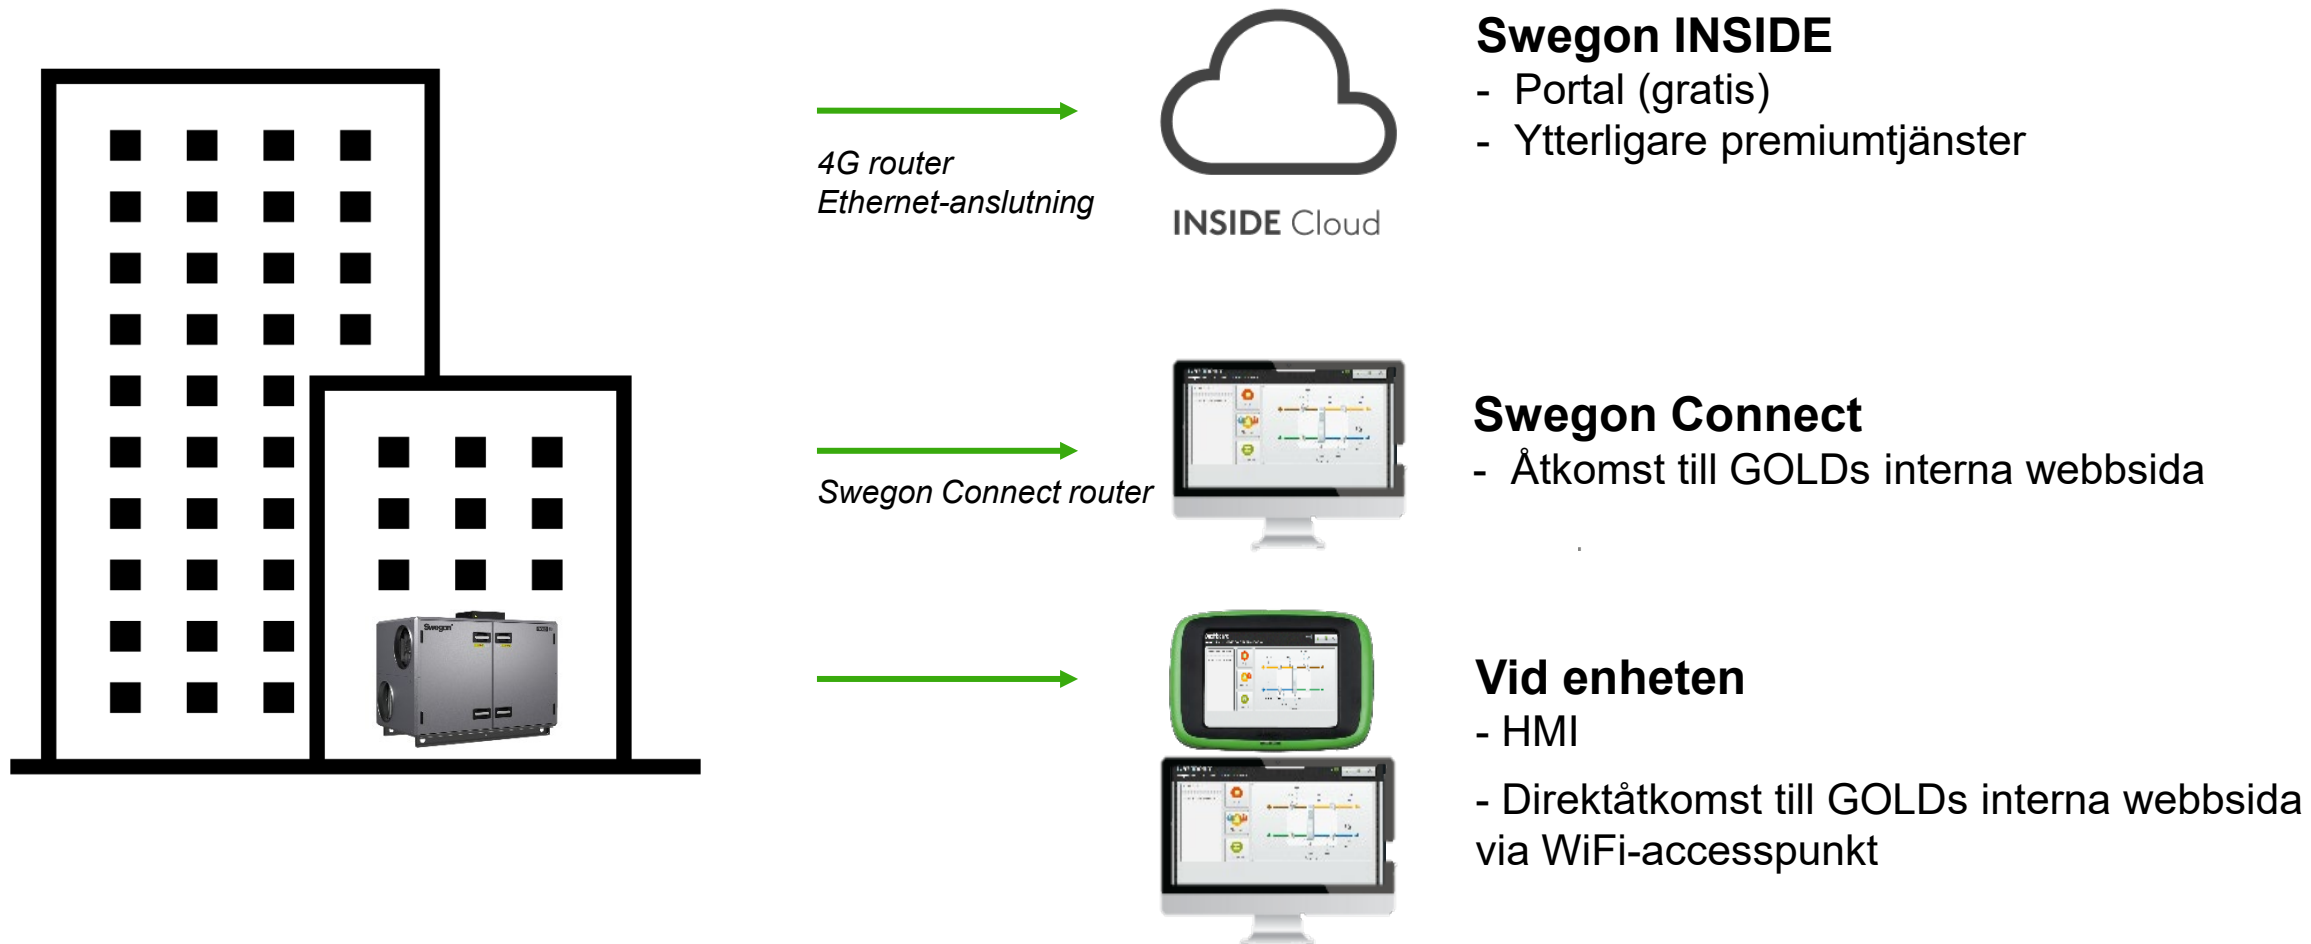 Swegon INSIDE
- Portal (gratis)
- Ytterligare premiumtjänster
4G router
Ethernet-anslutning
INSIDE Cloud
Swegon Connect
- Åtkomst till GOLDs interna webbsida
Swegon Connect router
Swegon
Vid enheten
- HMI
- Direktåtkomst till GOLDs interna webbsida
via WiFi-accesspunkt